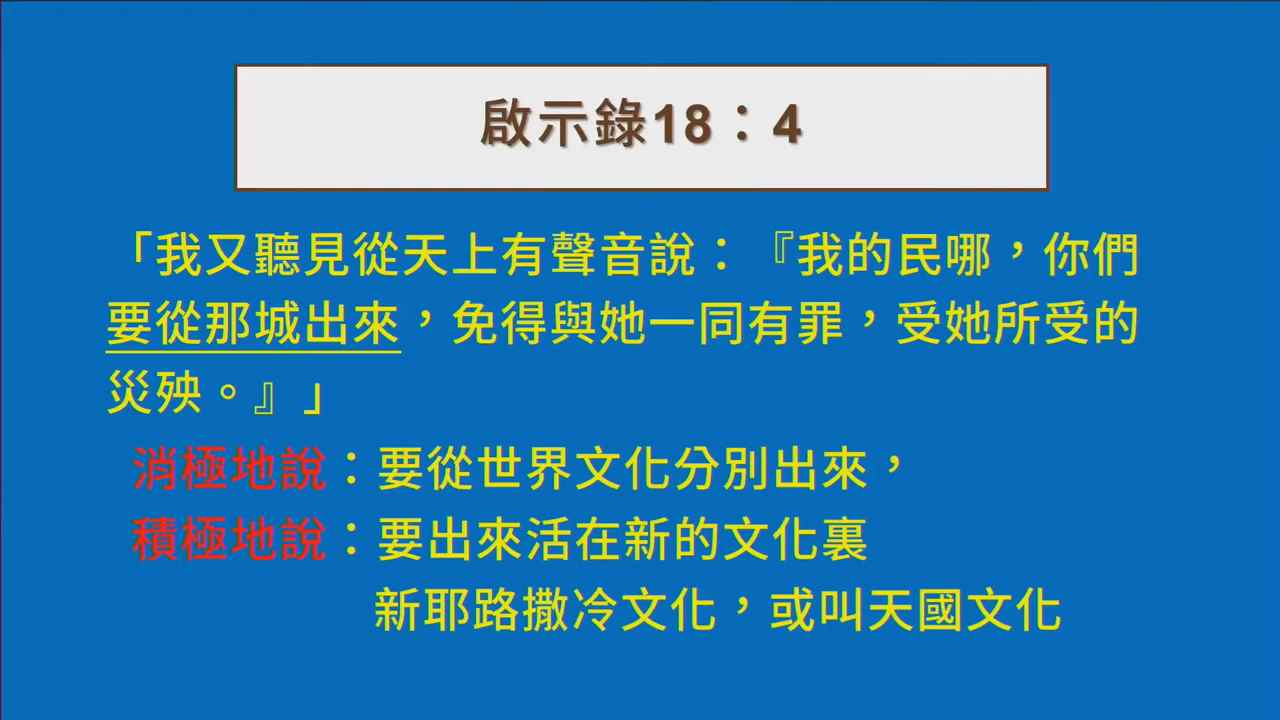 啟示錄18：4
「我又聽見從天上有聲音說：『我的民哪，你們
要從那城出來，免得與她一同有罪，受她所受的
災殃。』」
消極地說：要從世界文化分別出來，
積極地說：要出來活在新的文化裏
新耶路撒冷文化，或叫天國文化